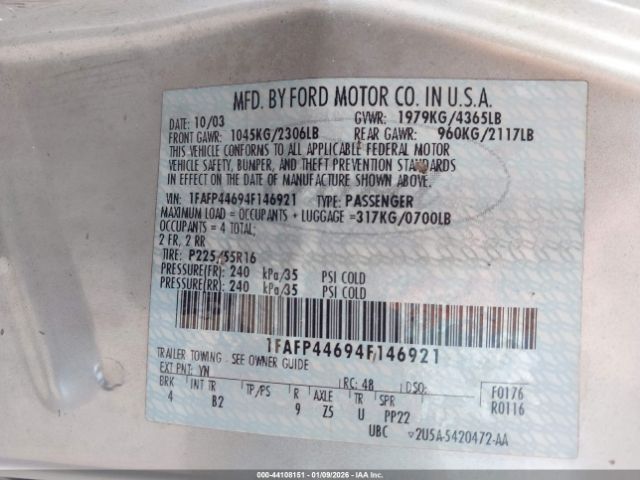 MFD. BY FORD MOTOR CO. IN U.S.A.
DATE: 10/03 GVWR: 1979KG/4365LB
FRONT GAWR: 1045KG/2306LB REAR GAWR: 960KG/2117LB
THIS VEHICLE CONFORMS TO ALL APPLICABLE FEDERAL MOTOR
VEHICLE SAFETY, BUMPER, AND THEFT PREVENTION STANDARDS
IN EFFECT ON THE DATE OF MANUFACTURE SHOWN ABOVE.
VIN: 1FAFP44694F146921 TYPE: PASSENGER
MAXIMUM LOAD = OCCUPANTS + LUGGAGE =317KG/0700LB
OCCUPANTS = 4 TOTAL;
2 FR, 2 RR
TIRE: P225/55R16
PRESSURE(FR): 240 kPa/35 PSI COLD
PRESSURE(RR): 240 kPa/35 PSI COLD
1FAFP44694F146921
TRAILER TOWING - SEE OWNER GUIDE
EXT PNT: YN RC: 48 DSO: F0176
BRK INT TR TP/PS R AXLE TR SPR R0116
4 B2 9 Z5 U PP22
UBC ▽2U5A-5420472-AA
000-44108151 | 01/09/2026 | IAA Inc.